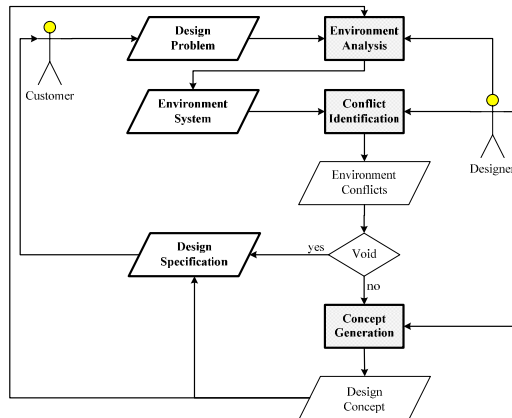 Design
Problem
Environment
Analysis
Customer
Environment
System
Conflict
Identification
Designer
Environment
Conflicts
Design
Specification
yes
Void
no
Concept
Generation
Design
Concept